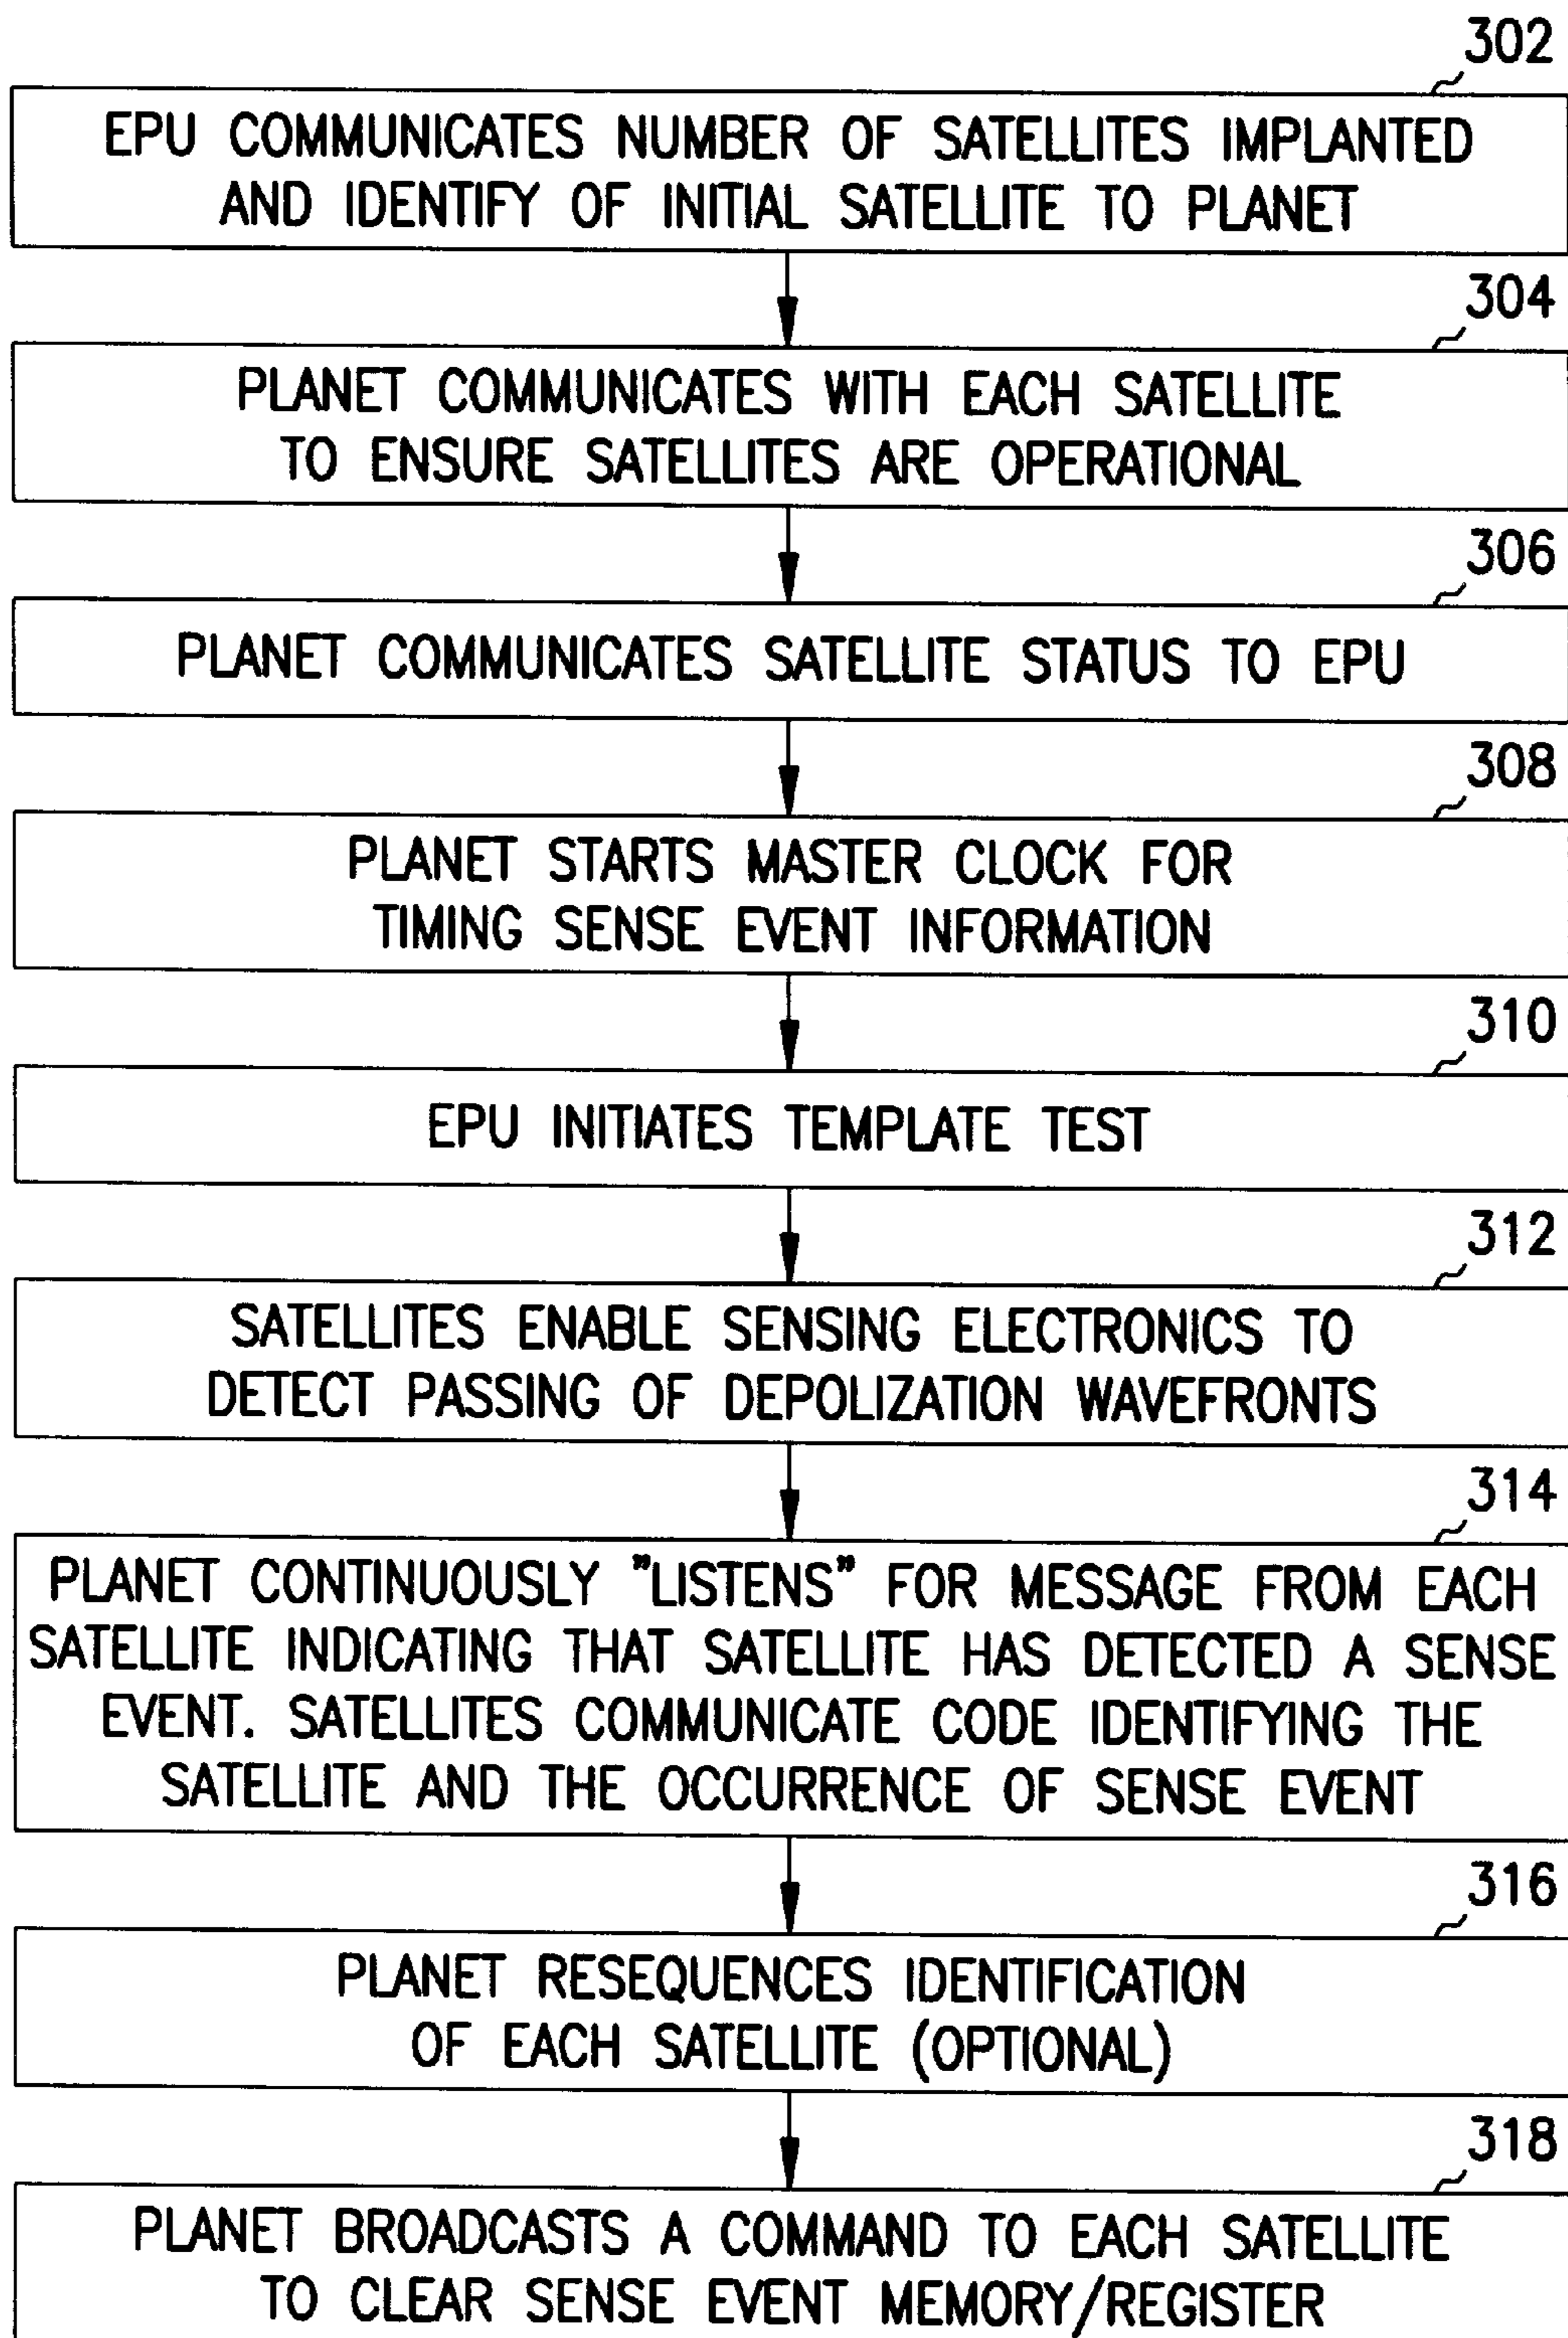 302
EPU COMMUNICATES NUMBER OF SATELLITES IMPLANTED
AND IDENTIFY OF INITIAL SATELLITE TO PLANET
304
PLANET COMMUNICATES WITH EACH SATELLITE
TO ENSURE SATELLITES ARE OPERATIONAL
306
PLANET COMMUNICATES SATELLITE STATUS TO EPU
308
PLANET STARTS MASTER CLOCK FOR
TIMING SENSE EVENT INFORMATION
310
EPU INITIATES TEMPLATE TEST
312
SATELLITES ENABLE SENSING ELECTRONICS TO
DETECT PASSING OF DEPOLIZATION WAVEFRONTS
314
PLANET CONTINUOUSLY "LISTENS" FOR MESSAGE FROM EACH
SATELLITE INDICATING THAT SATELLITE HAS DETECTED A SENSE
EVENT. SATELLITES COMMUNICATE CODE IDENTIFYING THE
SATELLITE AND THE OCCURRENCE OF SENSE EVENT
316
PLANET RESEQUENCES IDENTIFICATION
OF EACH SATELLITE (OPTIONAL)
318
PLANET BROADCASTS A COMMAND TO EACH SATELLITE
TO CLEAR SENSE EVENT MEMORY/REGISTER